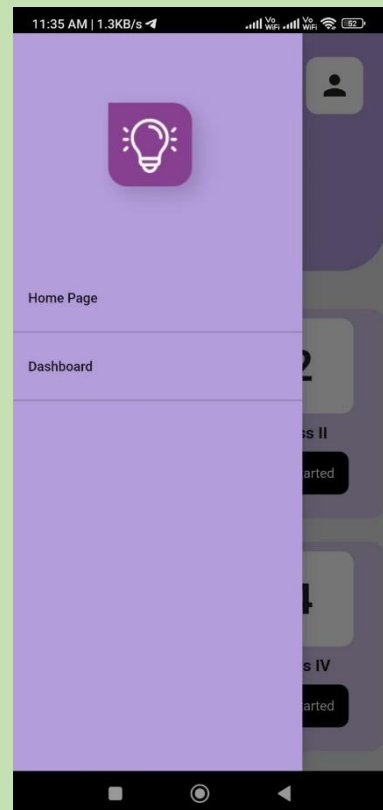 11:35 AM | 1.3KB/s
Vo WiFi Vo WiFi 52
Home Page
Dashboard
2
ss II
arted
4
s IV
arted